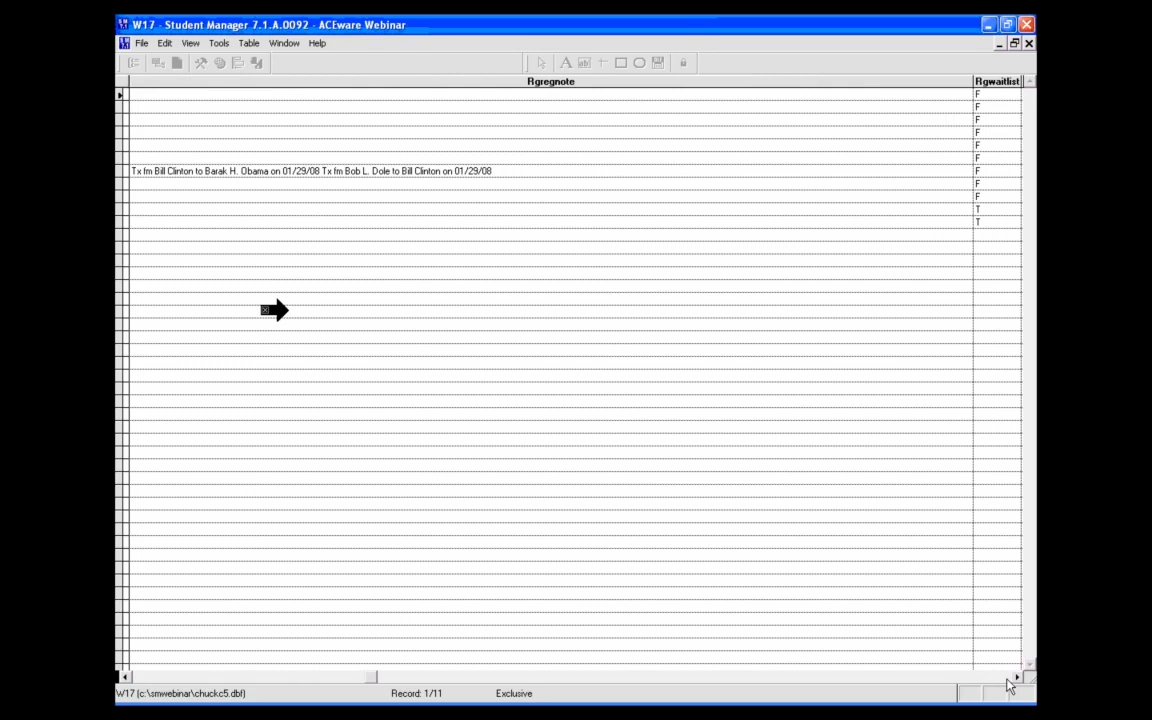 W17 - Student Manager 7.1.A.0092 - ACEware Webinar
File Edit View Tools Table Window Help
Rgregnote Rgwaitlist
F
F
F
F
F
F
Tx fm Bill Clinton to Barak H. Obama on 01/29/08 Tx fm Bob L. Dole to Bill Clinton on 01/29/08 F
F
F
T
T
W17 (c:\smwebinar\chuckc5.dbf) Record: 1/11 Exclusive